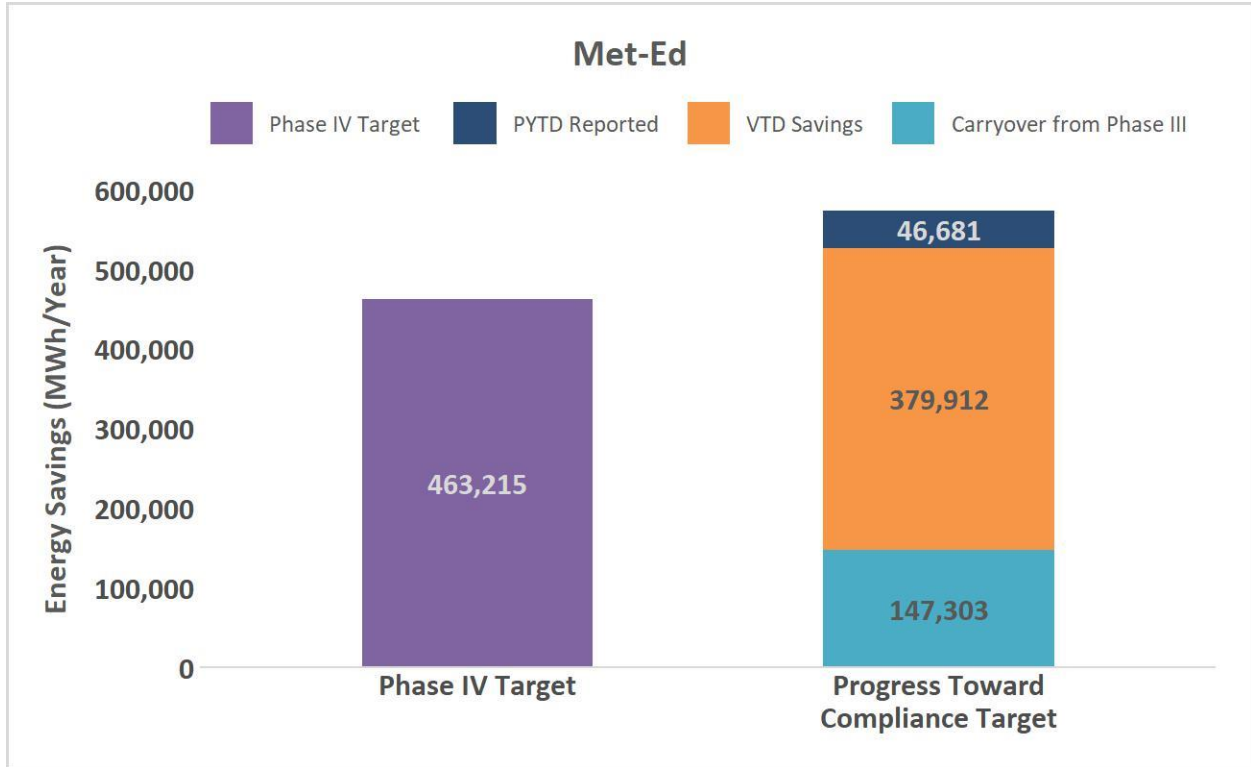 Met-Ed
Phase IV Target
PYTD Reported
VTD Savings
Carryover from Phase III
Energy Savings (MWh/Year)
600,000
500,000
400,000
300,000
200,000
100,000
0
463,215
46,681
379,912
147,303
Phase IV Target
Progress Toward
Compliance Target